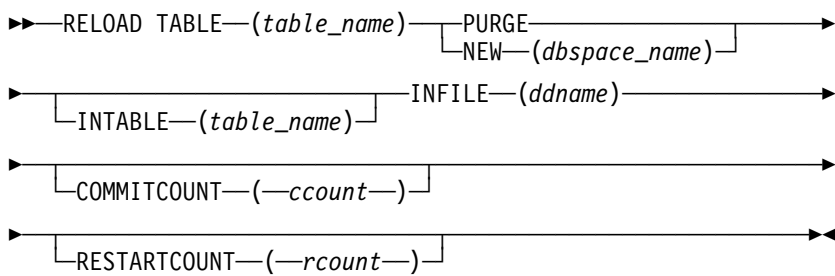 RELOAD TABLE (table_name) PURGE
NEW (dbspace_name)
INTABLE (table_name) INFILE (ddname)
COMMITCOUNT ( ccount )
RESTARTCOUNT ( rcount )